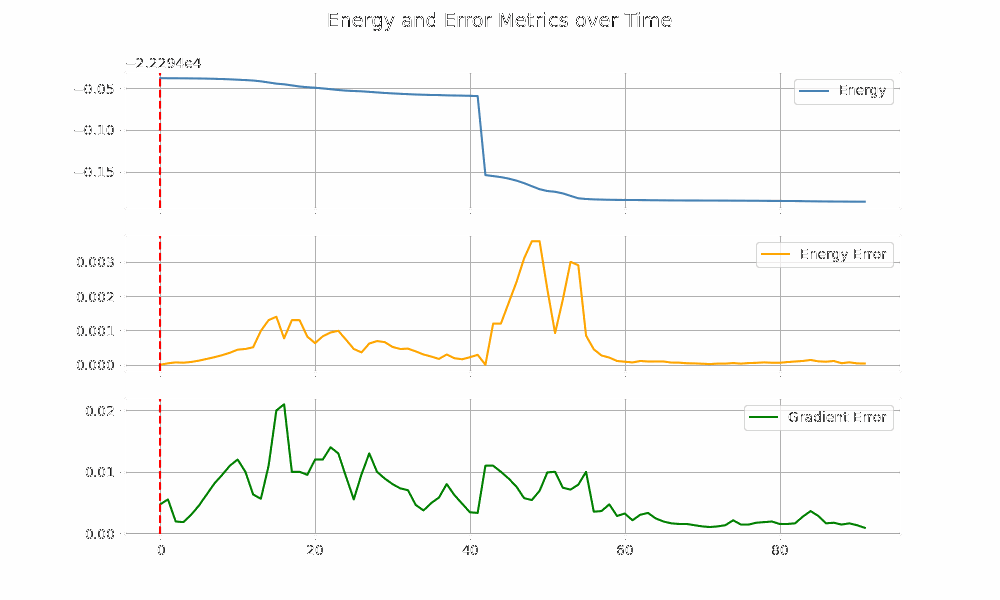 Energy and Error Metrics over Time
−2.2294e4
−0.05
−0.10
−0.15
Energy
0.003
0.002
0.001
0.000
Energy Error
0.02
0.01
0.00
Gradient Error
0 20 40 60 80